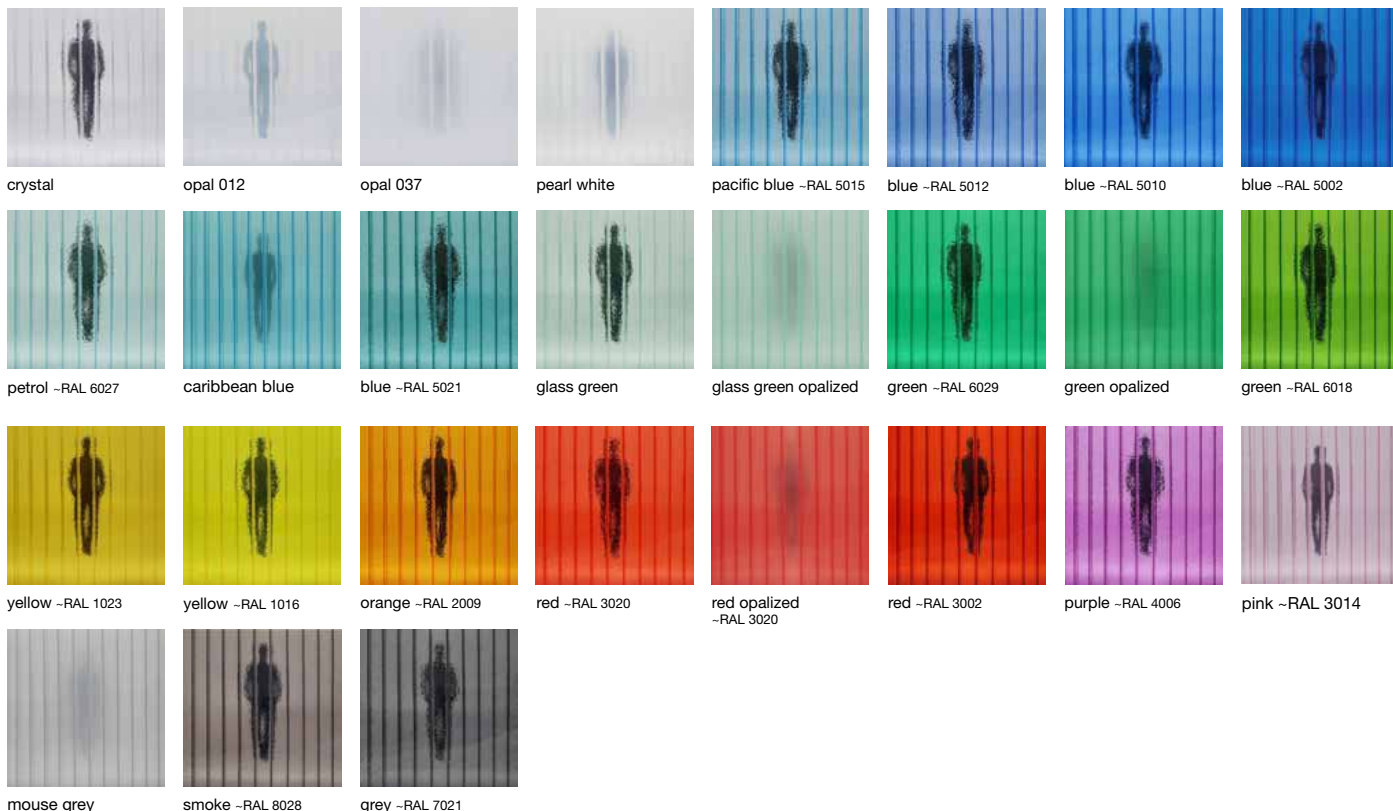 crystal
opal 012
opal 037
pearl white
pacific blue ~RAL 5015
blue ~RAL 5012
blue ~RAL 5010
blue ~RAL 5002
petrol ~RAL 6027
caribbean blue
blue ~RAL 5021
glass green
glass green opalized
green ~RAL 6029
green opalized
green ~RAL 6018
yellow ~RAL 1023
yellow ~RAL 1016
orange ~RAL 2009
red ~RAL 3020
red opalized
~RAL 3020
red ~RAL 3002
purple ~RAL 4006
pink ~RAL 3014
mouse grey
smoke ~RAL 8028
grey ~RAL 7021